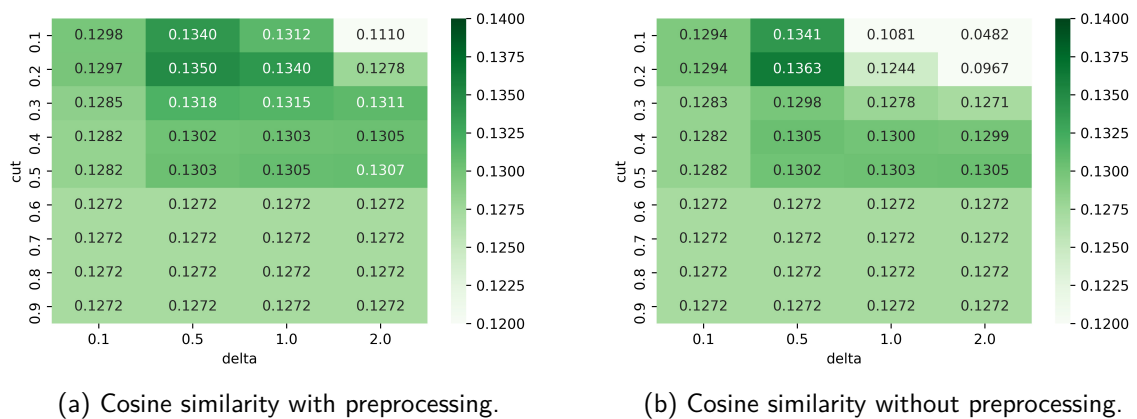 cut
0.1 0.1298 0.1340 0.1312 0.1110
0.2 0.1297 0.1350 0.1340 0.1278
0.3 0.1285 0.1318 0.1315 0.1311
0.4 0.1282 0.1302 0.1303 0.1305
0.5 0.1282 0.1303 0.1305 0.1307
0.6 0.1272 0.1272 0.1272 0.1272
0.7 0.1272 0.1272 0.1272 0.1272
0.8 0.1272 0.1272 0.1272 0.1272
0.9 0.1272 0.1272 0.1272 0.1272
0.1 0.5 1.0 2.0
delta
0.1400
0.1375
0.1350
0.1325
0.1300
0.1275
0.1250
0.1225
0.1200
(a) Cosine similarity with preprocessing.
cut
0.1 0.1294 0.1341 0.1081 0.0482
0.2 0.1294 0.1363 0.1244 0.0967
0.3 0.1283 0.1298 0.1278 0.1271
0.4 0.1282 0.1305 0.1300 0.1299
0.5 0.1282 0.1302 0.1303 0.1305
0.6 0.1272 0.1272 0.1272 0.1272
0.7 0.1272 0.1272 0.1272 0.1272
0.8 0.1272 0.1272 0.1272 0.1272
0.9 0.1272 0.1272 0.1272 0.1272
0.1 0.5 1.0 2.0
delta
0.1400
0.1375
0.1350
0.1325
0.1300
0.1275
0.1250
0.1225
0.1200
(b) Cosine similarity without preprocessing.